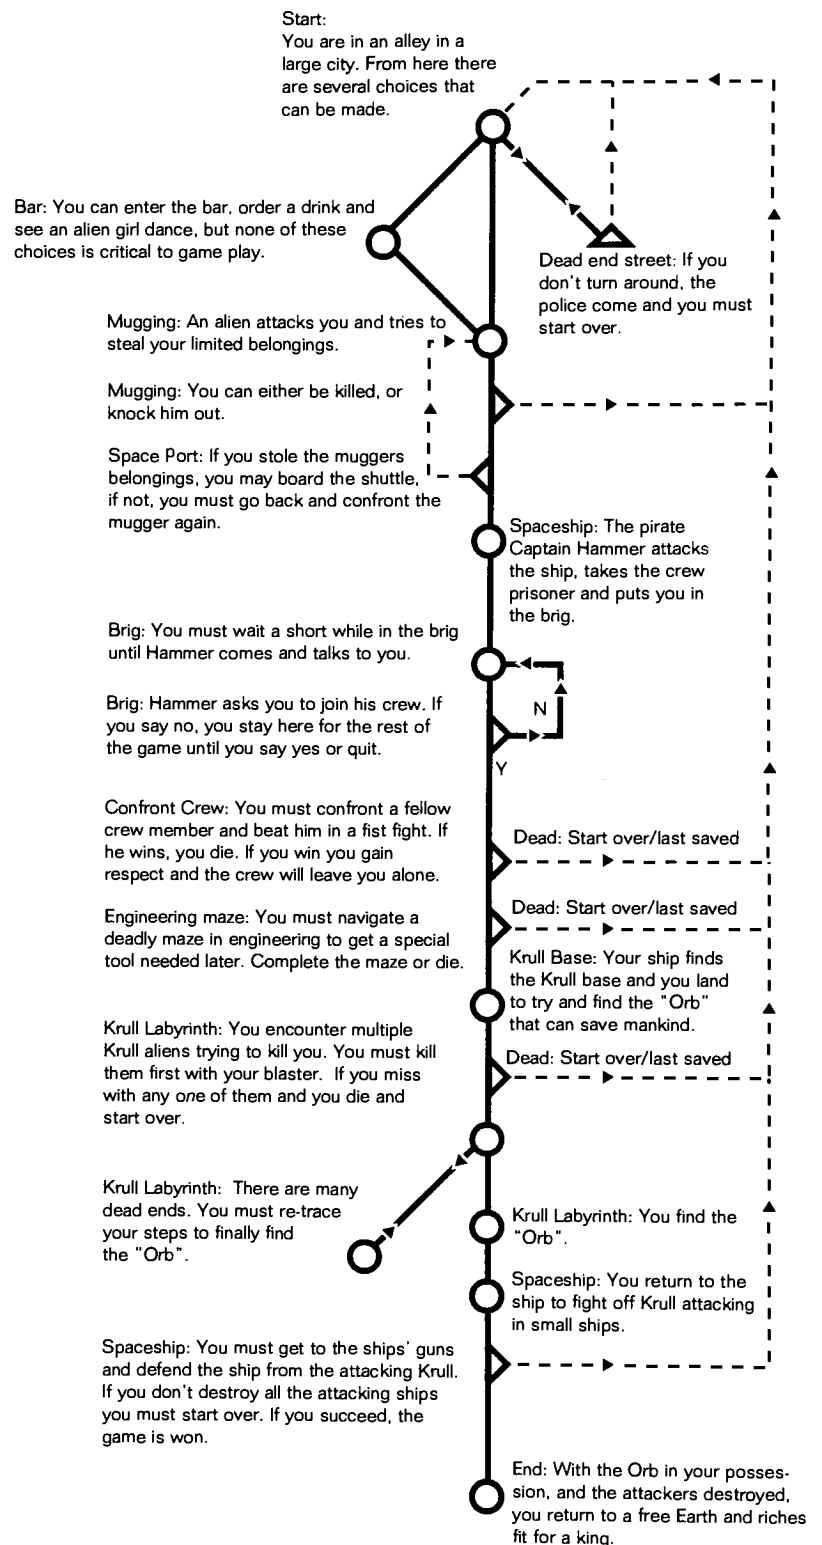 Start:
You are in an alley in a
large city. From here there
are several choices that
can be made.
Bar: You can enter the bar, order a drink and
see an alien girl dance, but none of these
choices is critical to game play.
Dead end street: If you
don't turn around, the
police come and you must
start over.
Mugging: An alien attacks you and tries to
steal your limited belongings.
Mugging: You can either be killed, or
knock him out.
Space Port: If you stole the muggers
belongings, you may board the shuttle,
if not, you must go back and confront the
mugger again.
Spaceship: The pirate
Captain Hammer attacks
the ship, takes the crew
prisoner and puts you in
the brig.
Brig: You must wait a short while in the brig
until Hammer comes and talks to you.
Brig: Hammer asks you to join his crew. If
you say no, you stay here for the rest of
the game until you say yes or quit.
N
Y
Confront Crew: You must confront a fellow
crew member and beat him in a fist fight. If
he wins, you die. If you win you gain
respect and the crew will leave you alone.
Dead: Start over/last saved
Engineering maze: You must navigate a
deadly maze in engineering to get a special
tool needed later. Complete the maze or die.
Dead: Start over/last saved
Krull Base: Your ship finds
the Krull base and you land
to try and find the "Orb"
that can save mankind.
Krull Labyrinth: You encounter multiple
Krull aliens trying to kill you. You must kill
them first with your blaster. If you miss
with any one of them and you die and
start over.
Dead: Start over/last saved
Krull Labyrinth: There are many
dead ends. You must re-trace
your steps to finally find
the "Orb".
Krull Labyrinth: You find the
"Orb".
Spaceship: You return to the
ship to fight off Krull attacking
in small ships.
Spaceship: You must get to the ships' guns
and defend the ship from the attacking Krull.
If you don't destroy all the attacking ships
you must start over. If you succeed, the
game is won.
End: With the Orb in your posses-
sion, and the attackers destroyed,
you return to a free Earth and riches
fit for a king.